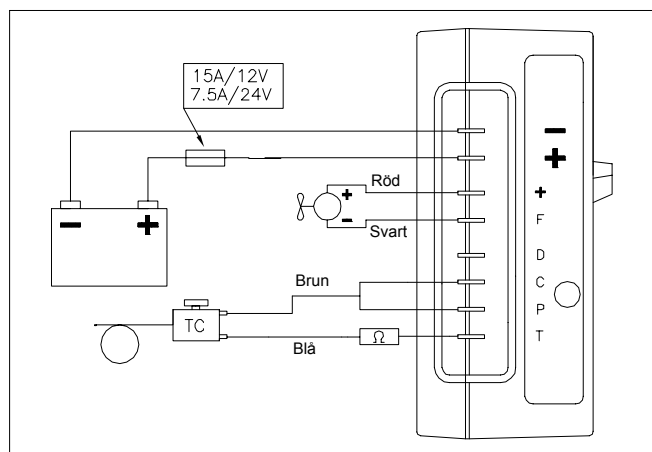 15A/12V
7.5A/24V
− +
+ −
Röd
Svart
Brun
Blå
TC
Ω
−
+
+
F
D
C
P
T